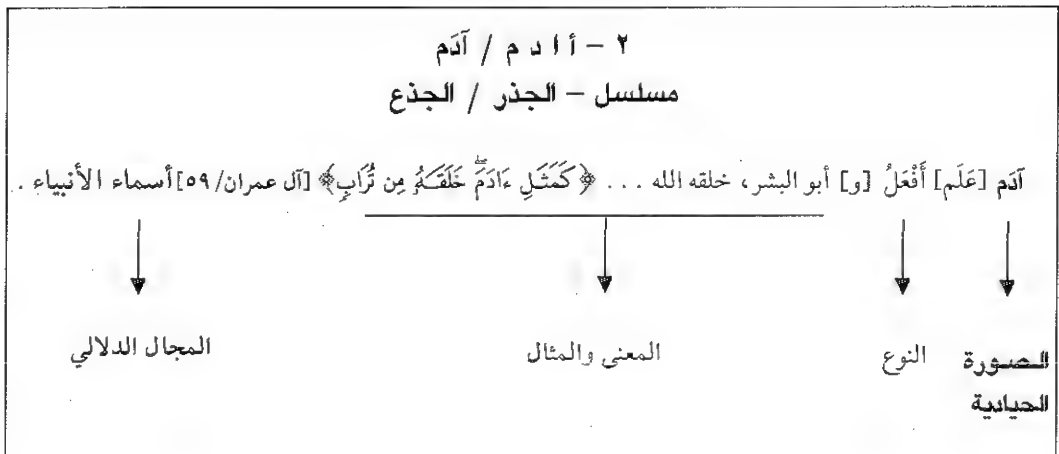 ٢ – أ ا د م / آدَم
مسلسل – الجذر / الجذع
آدَم [عَلَم] أَفْعَلُ [و] أبو البشر، خلقه الله ... ﴿كَمَثَلِ ءَادَمَۖ خَلَقَهُۥ مِن تُرَابٍ﴾ [آل عمران/ ٥٩] أسماء الأنبياء .
الصورة الحيادية
النوع
المعنى والمثال
المجال الدلالي